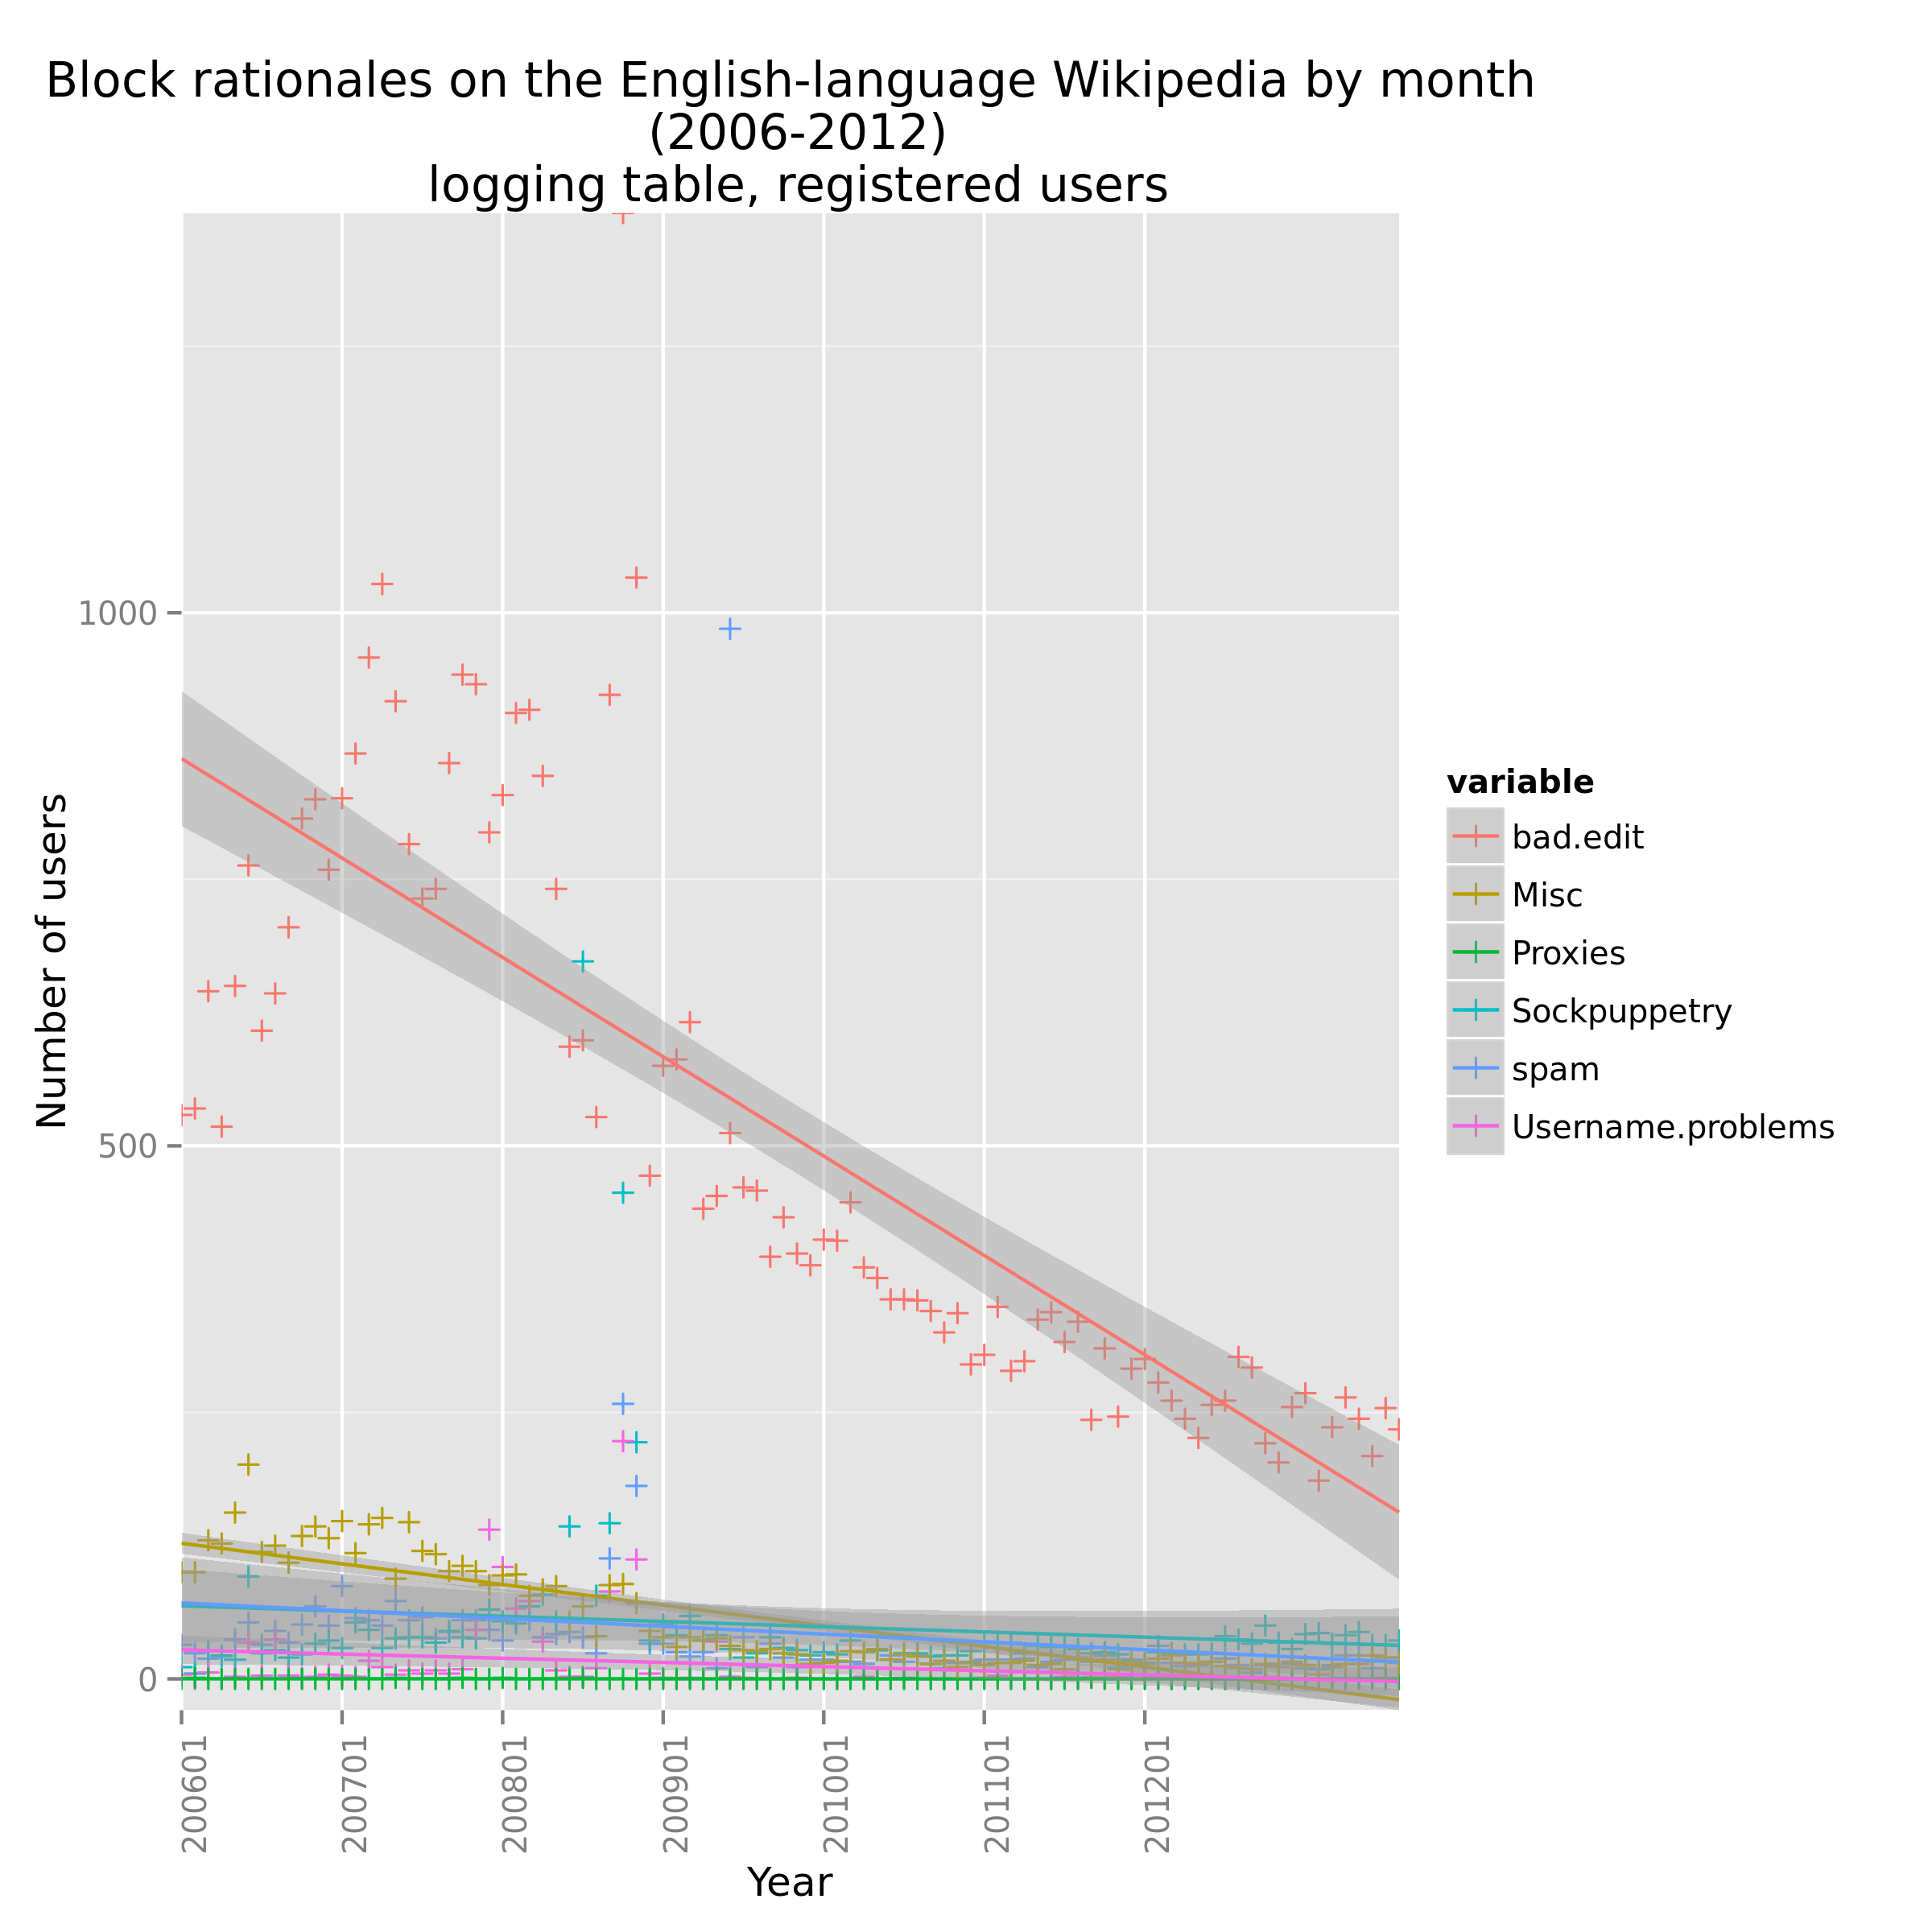 Block rationales on the English-language Wikipedia by month
(2006-2012)
logging table, registered users
Number of users
1000
500
0
200601
200701
200801
200901
201001
201101
201201
Year
variable
bad.edit
Misc
Proxies
Sockpuppetry
spam
Username.problems